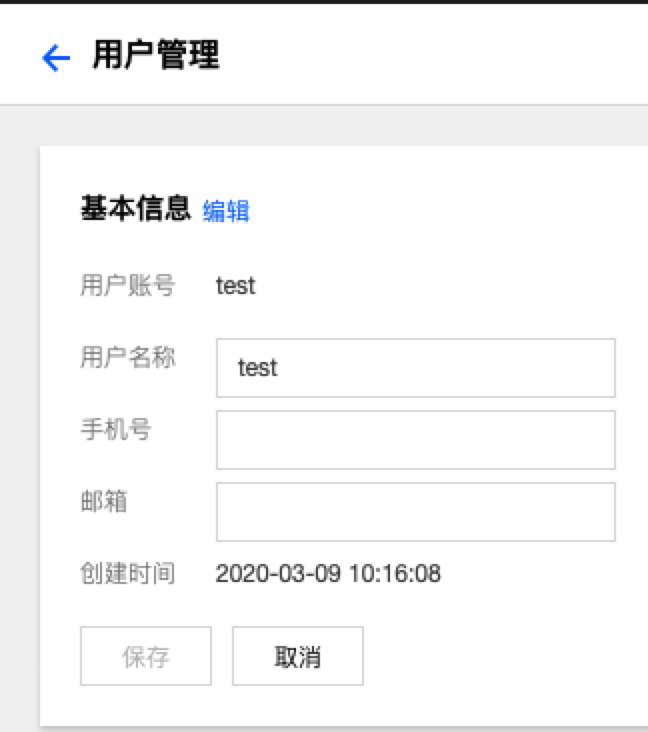 用户管理
基本信息 编辑
用户账号 test
用户名称 test
手机号
邮箱
创建时间 2020-03-09 10:16:08
保存 取消